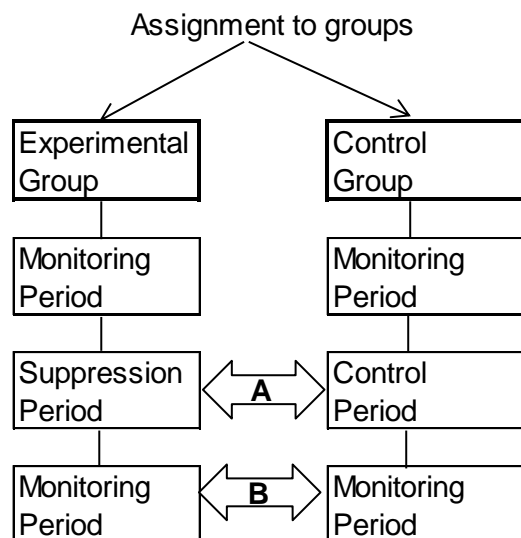 Assignment to groups
Experimental
Group
Control
Group
Monitoring
Period
Monitoring
Period
Suppression
Period
A
Control
Period
Monitoring
Period
B
Monitoring
Period